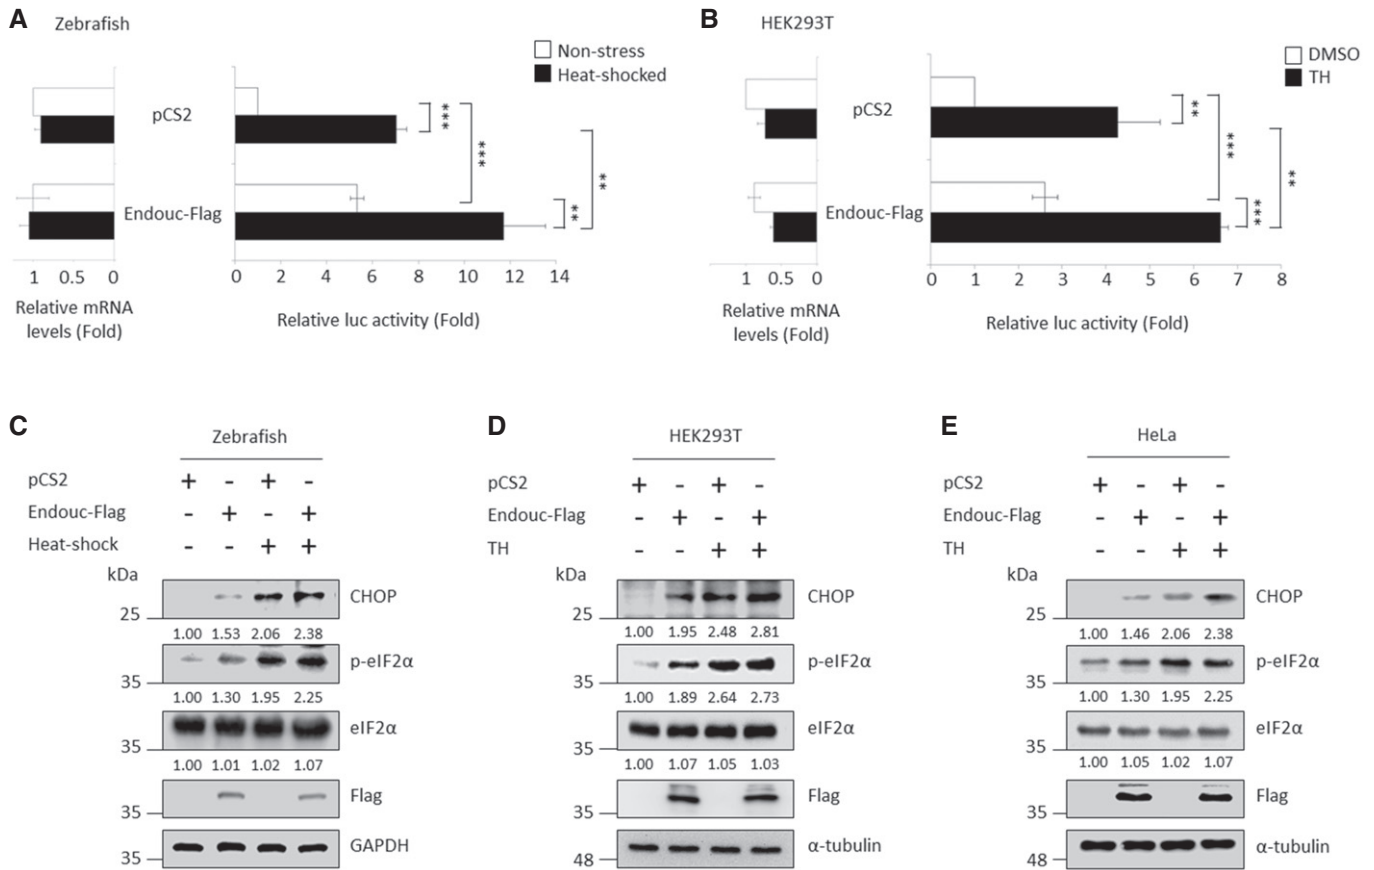 A
Zebrafish
Non-stress
Heat-shocked
pCS2
Endouc-Flag
***
***
**
**
1 0.5 0
0 2 4 6 8 10 12 14
Relative mRNA
levels (Fold)
Relative luc activity (Fold)
B
HEK293T
DMSO
TH
pCS2
Endouc-Flag
**
***
***
**
1 0.5 0
0 1 2 3 4 5 6 7 8
Relative mRNA
levels (Fold)
Relative luc activity (Fold)
C
Zebrafish
pCS2 + - + -
Endouc-Flag - + - +
Heat-shock - - + +
kDa
CHOP
25
1.00 1.53 2.06 2.38
p-eIF2α
35
1.00 1.30 1.95 2.25
eIF2α
35
1.00 1.01 1.02 1.07
Flag
35
GAPDH
35
D
HEK293T
pCS2 + - + -
Endouc-Flag - + - +
TH - - + +
kDa
CHOP
25
1.00 1.95 2.48 2.81
p-eIF2α
35
1.00 1.89 2.64 2.73
eIF2α
35
1.00 1.07 1.05 1.03
Flag
35
α-tubulin
48
E
HeLa
pCS2 + - + -
Endouc-Flag - + - +
TH - - + +
kDa
CHOP
25
1.00 1.46 2.06 2.38
p-eIF2α
35
1.00 1.30 1.95 2.25
eIF2α
35
1.00 1.05 1.02 1.07
Flag
35
α-tubulin
48